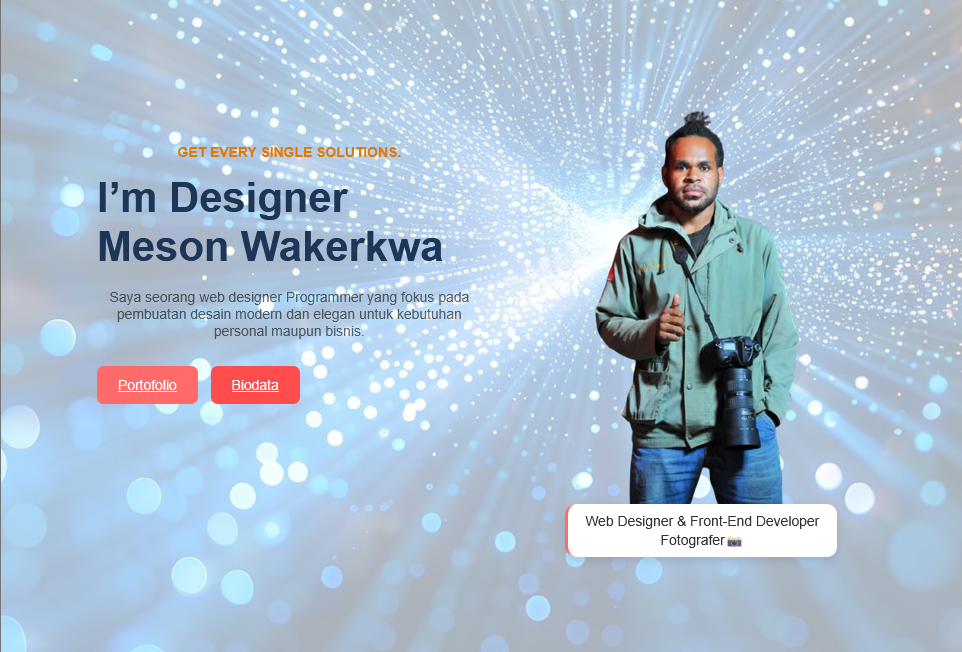 GET EVERY SINGLE SOLUTIONS.
I’m Designer
Meson Wakerkwa
Saya seorang web designer Programmer yang fokus pada
pembuatan desain modern dan elegan untuk kebutuhan
personal maupun bisnis.
Portofolio
Biodata
Web Designer & Front-End Developer
Fotografer📷